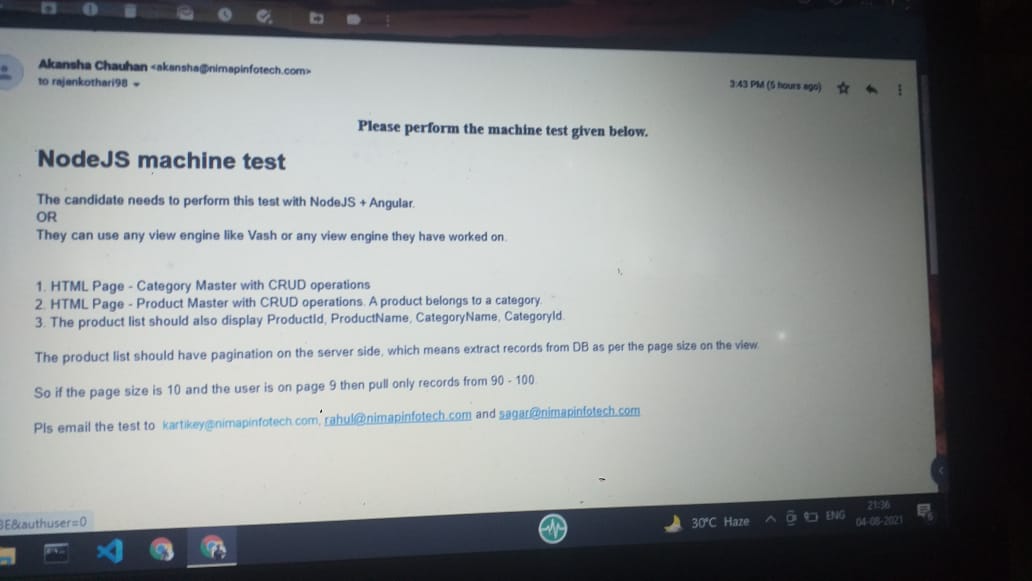 Akansha Chauhan <akansha@nimapinfotech.com>
to rajenkothari98
3:43 PM (5 hours ago)
Please perform the machine test given below.
NodeJS machine test
The candidate needs to perform this test with NodeJS + Angular.
OR
They can use any view engine like Vash or any view engine they have worked on.
1. HTML Page - Category Master with CRUD operations
2. HTML Page - Product Master with CRUD operations. A product belongs to a category.
3. The product list should also display ProductId, ProductName, CategoryName, CategoryId.
The product list should have pagination on the server side, which means extract records from DB as per the page size on the view.
So if the page size is 10 and the user is on page 9 then pull only records from 90 - 100.
Pls email the test to kartikey@nimapinfotech.com, rahul@nimapinfotech.com and sagar@nimapinfotech.com
BE&authuser=0
30°C Haze
ENG
21:36
04-08-2021